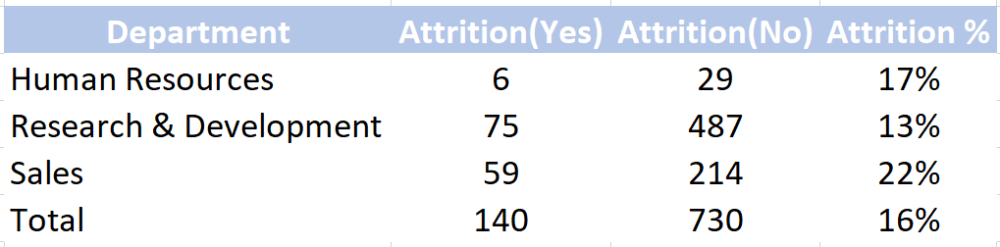 Department Attrition(Yes) Attrition(No) Attrition %
Human Resources 6 29 17%
Research & Development 75 487 13%
Sales 59 214 22%
Total 140 730 16%